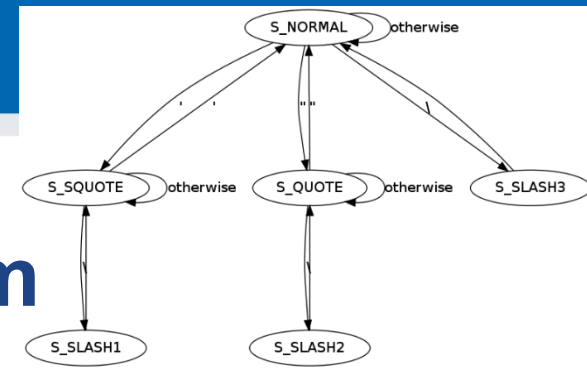 S_NORMAL
otherwise
' ' " " \
S_SQUOTE
otherwise
S_QUOTE
otherwise
S_SLASH3
m
\ \
S_SLASH1
S_SLASH2